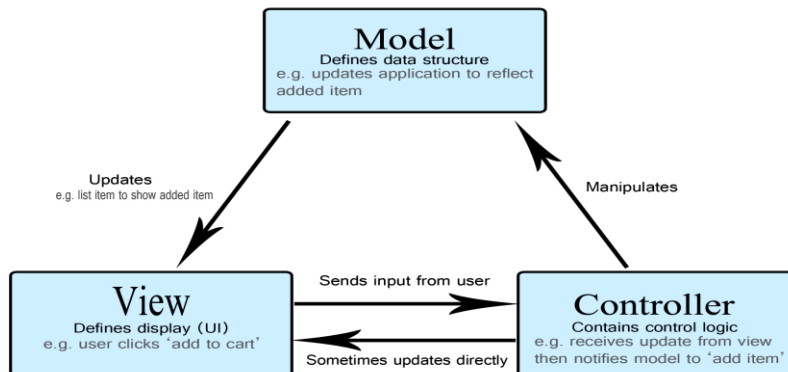 Model
Defines data structure
e.g. updates application to reflect
added item
Updates
e.g. list item to show added item
Manipulates
View
Defines display (UI)
e.g. user clicks ‘add to cart’
Sends input from user
Sometimes updates directly
Controller
Contains control logic
e.g. receives update from view
then notifies model to ‘add item’